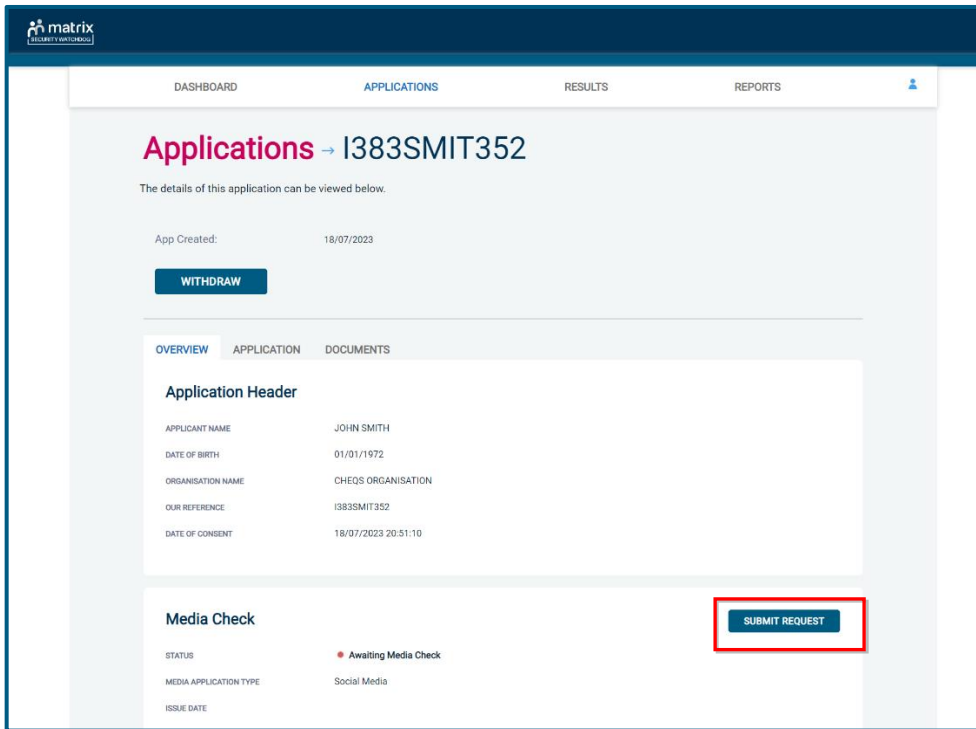 matrix
SECURITY WATCHDOG
DASHBOARD APPLICATIONS RESULTS REPORTS
Applications → I383SMIT352
The details of this application can be viewed below.
App Created: 18/07/2023
WITHDRAW
OVERVIEW APPLICATION DOCUMENTS
Application Header
APPLICANT NAME JOHN SMITH
DATE OF BIRTH 01/01/1972
ORGANISATION NAME CHEQS ORGANISATION
OUR REFERENCE I383SMIT352
DATE OF CONSENT 18/07/2023 20:51:10
Media Check SUBMIT REQUEST
STATUS Awaiting Media Check
MEDIA APPLICATION TYPE Social Media
ISSUE DATE